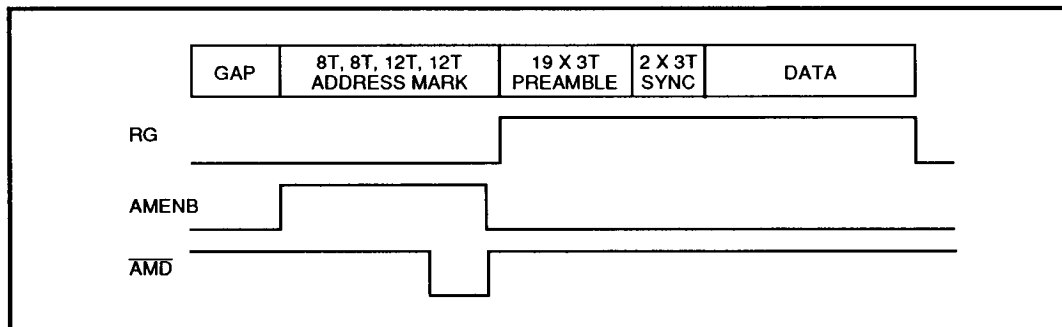 GAP
8T, 8T, 12T, 12T
ADDRESS MARK
19 X 3T
PREAMBLE
2 X 3T
SYNC
DATA
RG
AMENB
AMD